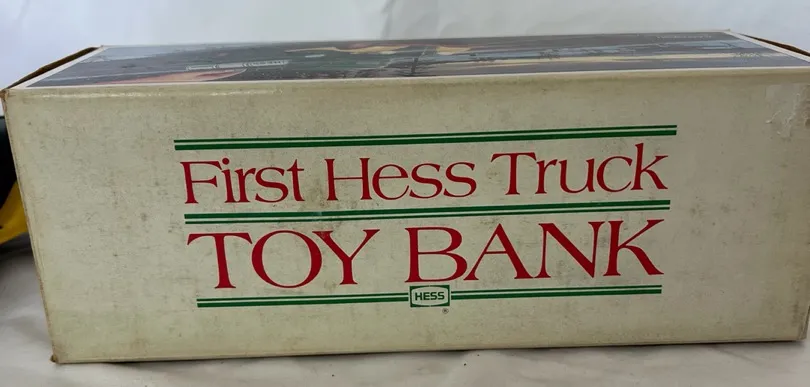 First Hess Truck
TOY BANK
HESS
®